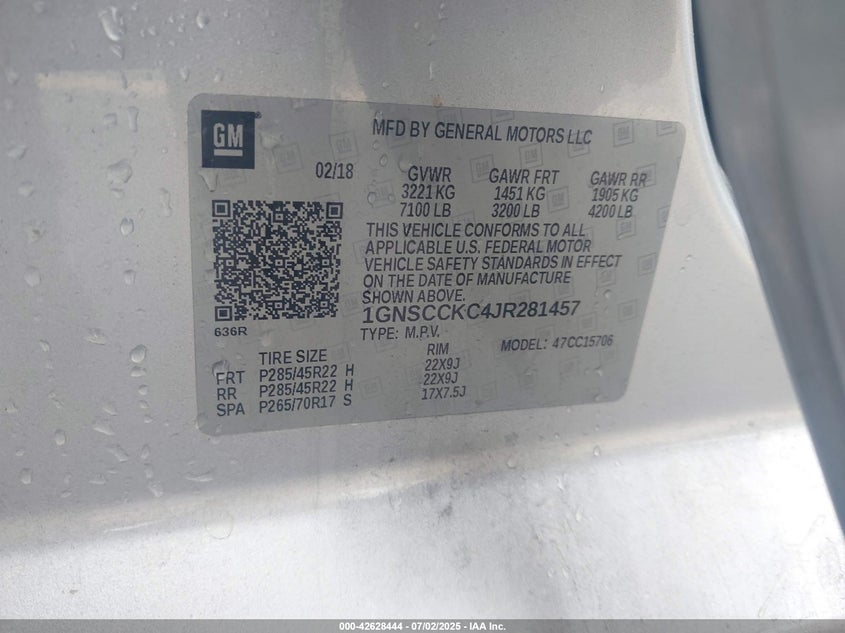 GM
MFD BY GENERAL MOTORS LLC
02/18 GVWR GAWR FRT GAWR RR
3221 KG 1451 KG 1905 KG
7100 LB 3200 LB 4200 LB
THIS VEHICLE CONFORMS TO ALL
APPLICABLE U.S. FEDERAL MOTOR
VEHICLE SAFETY STANDARDS IN EFFECT
ON THE DATE OF MANUFACTURE
SHOWN ABOVE.
1GNSCCKC4JR281457
636R
TYPE: M.P.V.
MODEL: 47CC15706
TIRE SIZE RIM
FRT P285/45R22 H 22X9J
RR P285/45R22 H 22X9J
SPA P265/70R17 S 17X7.5J
000-42628444 / 07/02/2025 - IAA Inc.